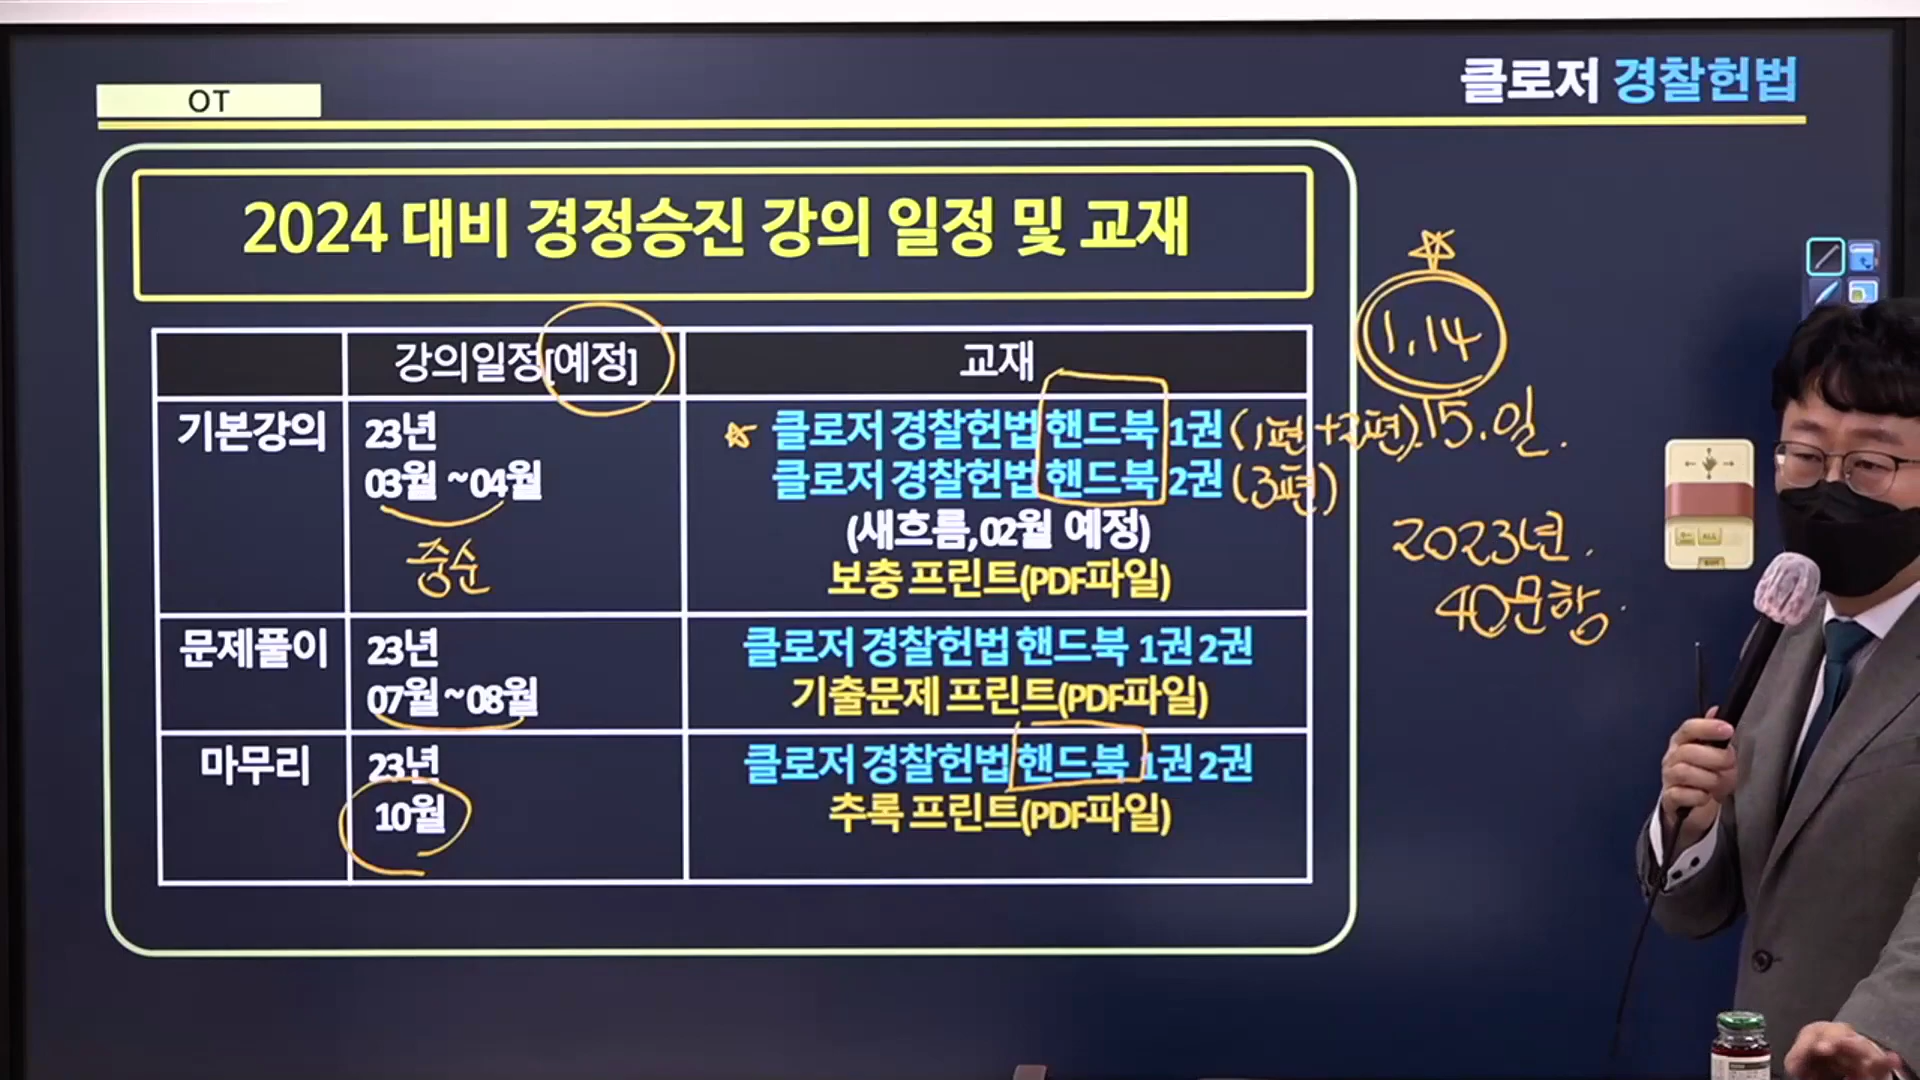 OT
클로저 경찰헌법
2024 대비 경정승진 강의 일정 및 교재
강의일정[예정]
교재
기본강의
23년
03월 ~04월
중순
클로저 경찰헌법 핸드북 1권 (1편+2편)
클로저 경찰헌법 핸드북 2권 (3편)
(새흐름,02월 예정)
보충 프린트(PDF파일)
문제풀이
23년
07월 ~08월
클로저 경찰헌법 핸드북 1권 2권
기출문제 프린트(PDF파일)
마무리
23년
10월
클로저 경찰헌법 핸드북 1권 2권
추록 프린트(PDF파일)
1.14
15.일.
2023년.
40문항.
ALL